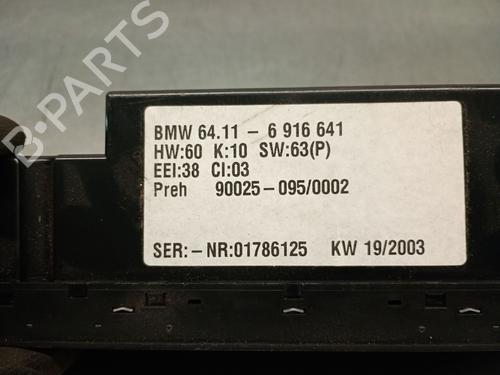 BMW 64.11 - 6 916 641
HW:60 K:10 SW:63(P)
EEI:38 CI:03
Preh 90025-095/0002
SER:-NR:01786125 KW 19/2003